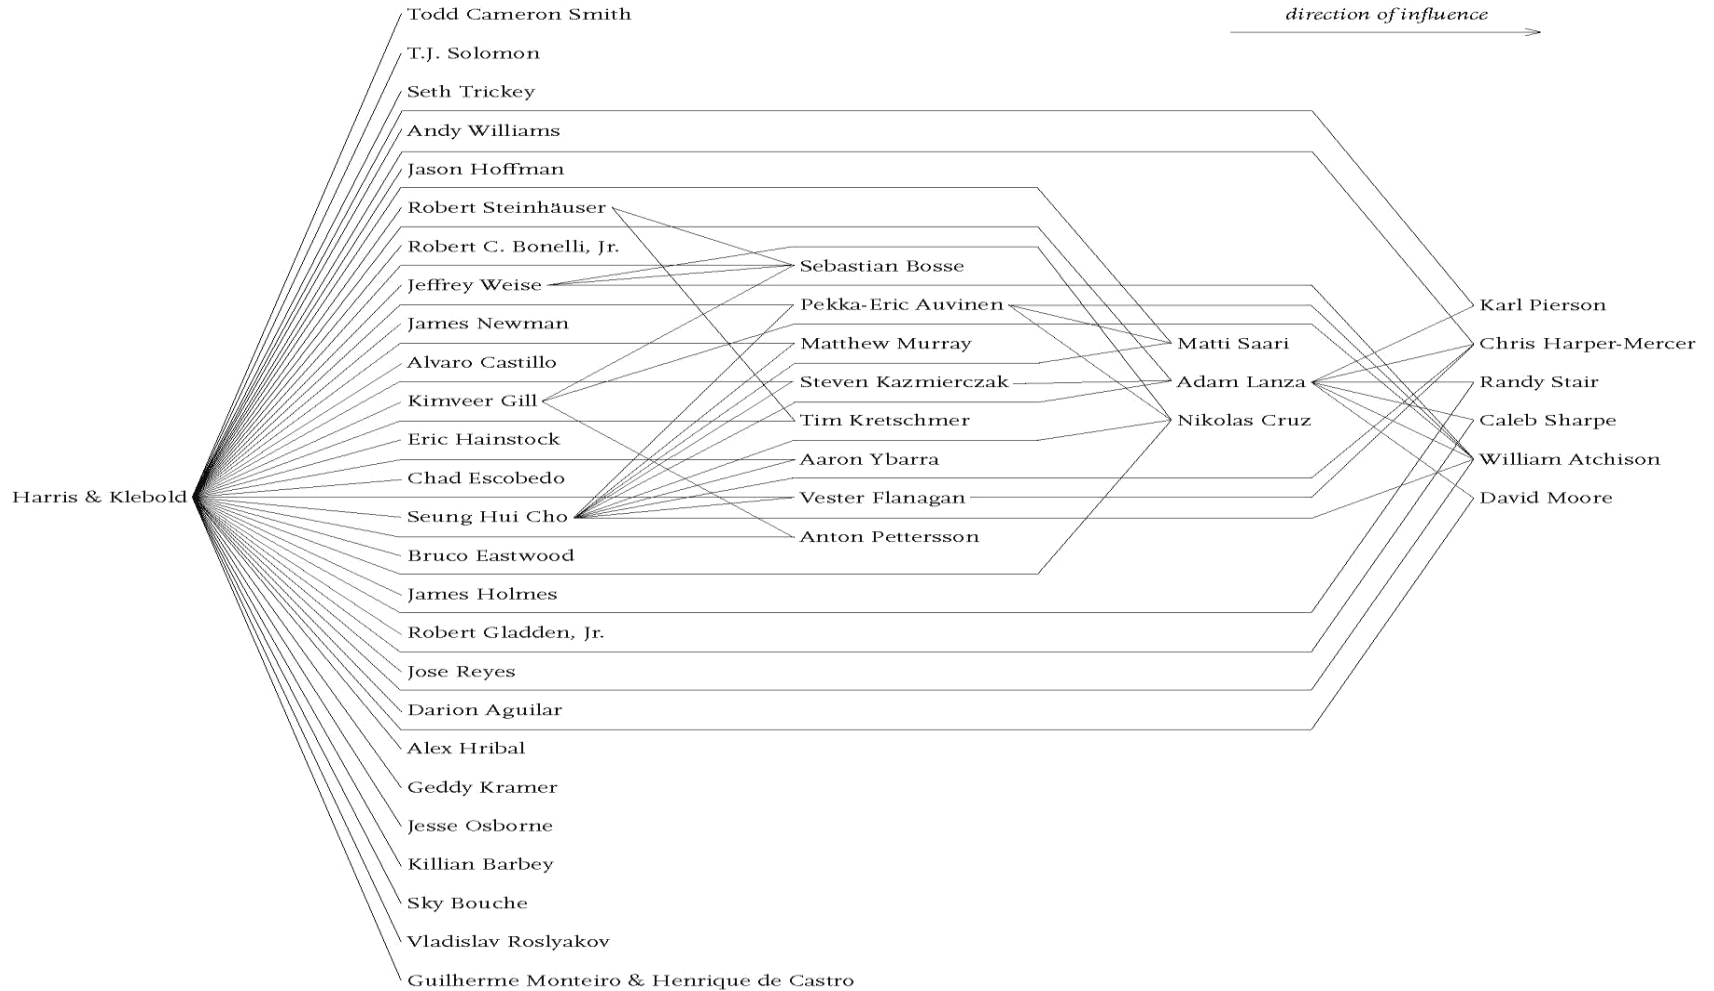 direction of influence
Harris & Klebold
Todd Cameron Smith
T.J. Solomon
Seth Trickey
Andy Williams
Jason Hoffman
Robert Steinhäuser
Robert C. Bonelli, Jr.
Jeffrey Weise
James Newman
Alvaro Castillo
Kimveer Gill
Eric Hainstock
Chad Escobedo
Seung Hui Cho
Bruco Eastwood
James Holmes
Robert Gladden, Jr.
Jose Reyes
Darion Aguilar
Alex Hribal
Geddy Kramer
Jesse Osborne
Killian Barbey
Sky Bouche
Vladislav Roslyakov
Guilherme Monteiro & Henrique de Castro
Sebastian Bosse
Pekka-Eric Auvinen
Matthew Murray
Steven Kazmierczak
Tim Kretschmer
Aaron Ybarra
Vester Flanagan
Anton Pettersson
Matti Saari
Adam Lanza
Nikolas Cruz
Karl Pierson
Chris Harper-Mercer
Randy Stair
Caleb Sharpe
William Atchison
David Moore